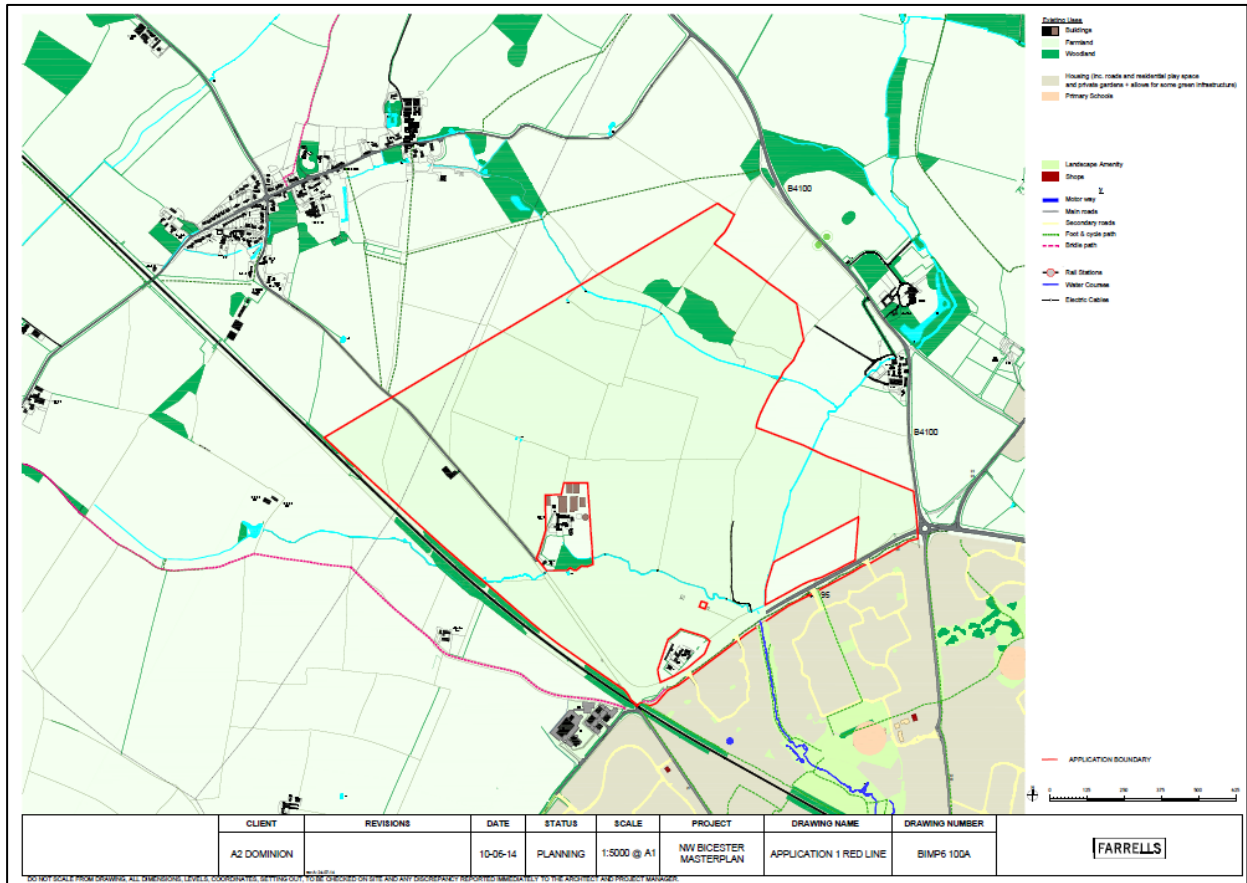 Existing Uses
Buildings
Farmland
Woodland
Housing (inc. roads and residential play space
and private gardens + allows for some green infrastructure)
Primary Schools
Landscape Amenity
Shops
Motor way
Main roads
Secondary roads
Foot & cycle path
Bridle path
Rail Stations
Water Courses
Electric Cables
B4100
B4100
95
APPLICATION BOUNDARY
0 125 250 375 500 625
CLIENT REVISIONS DATE STATUS SCALE PROJECT DRAWING NAME DRAWING NUMBER
A2 DOMINION 10-06-14 PLANNING 1:5000 @ A1 NW BICESTER MASTERPLAN APPLICATION 1 RED LINE BIMP6 100A
FARRELLS
DO NOT SCALE FROM DRAWING, ALL DIMENSIONS, LEVELS, COORDINATES, SETTING OUT, TO BE CHECKED ON SITE AND ANY DISCREPANCY REPORTED IMMEDIATELY TO THE ARCHITECT AND PROJECT MANAGER.